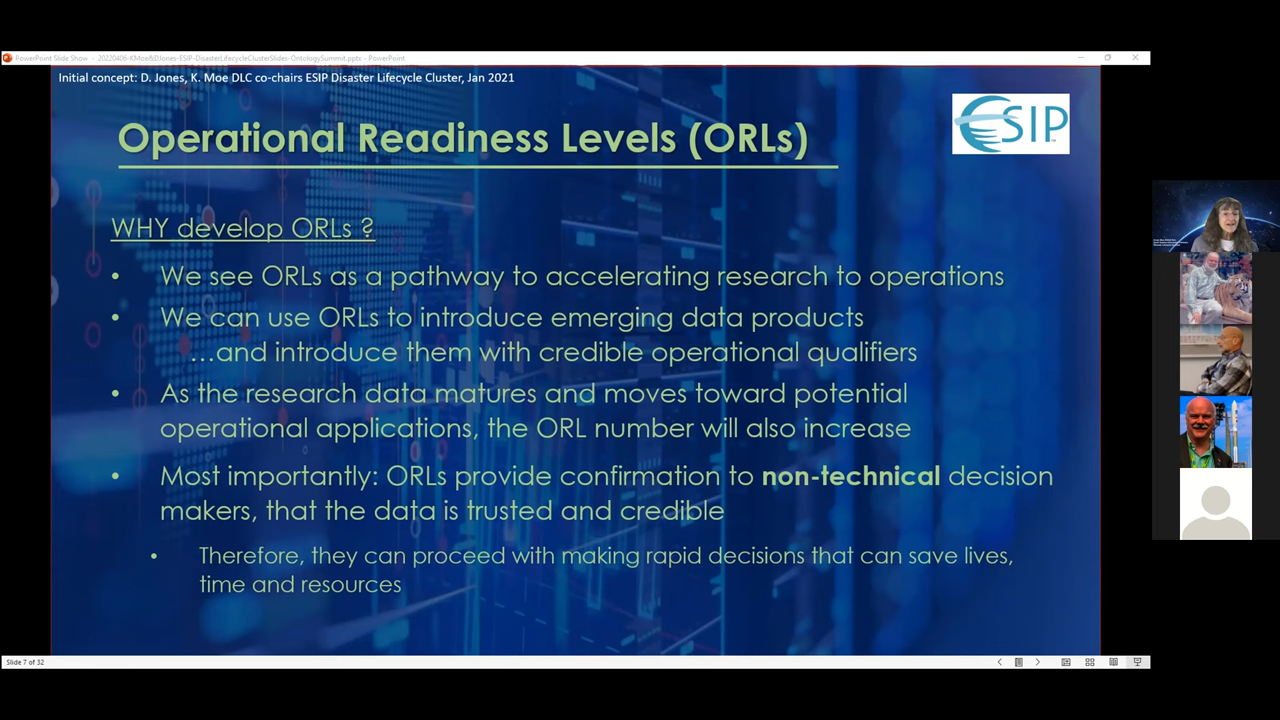 PowerPoint Slide Show - 20220406-KMoe&DJones-ESIP-DisasterLifecycleClusterSlides-OntologySummit.pptx - PowerPoint
Initial concept: D. Jones, K. Moe DLC co-chairs ESIP Disaster Lifecycle Cluster, Jan 2021
Operational Readiness Levels (ORLs)
ESIP
WHY develop ORLs ?
• We see ORLs as a pathway to accelerating research to operations
• We can use ORLs to introduce emerging data products
...and introduce them with credible operational qualifiers
• As the research data matures and moves toward potential
operational applications, the ORL number will also increase
• Most importantly: ORLs provide confirmation to non-technical decision
makers, that the data is trusted and credible
• Therefore, they can proceed with making rapid decisions that can save lives,
time and resources
Slide 7 of 32